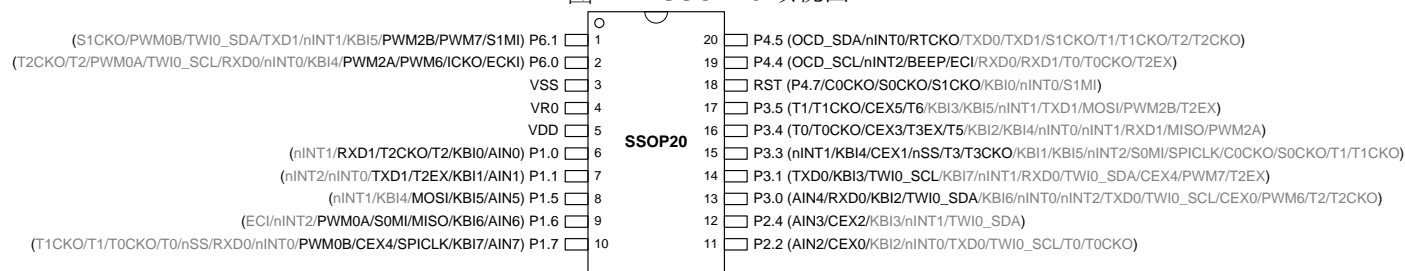 (S1CKO/PWM0B/TWI0_SDA/TXD1/nINT1/KBI5/PWM2B/PWM7/S1MI) P6.1 1
(T2CKO/T2/PWM0A/TWI0_SCL/RXD0/nINT0/KBI4/PWM2A/PWM6/ICKO/ECKI) P6.0 2
VSS 3
VR0 4
VDD 5
(nINT1/RXD1/T2CKO/T2/KBI0/AIN0) P1.0 6
(nINT2/nINT0/TXD1/T2EX/KBI1/AIN1) P1.1 7
(nINT1/KBI4/MOSI/KBI5/AIN5) P1.5 8
(ECI/nINT2/PWM0A/S0MI/MISO/KBI6/AIN6) P1.6 9
(T1CKO/T1/T0CKO/T0/nSS/RXD0/nINT0/PWM0B/CEX4/SPICLK/KBI7/AIN7) P1.7 10
SSOP20
20 P4.5 (OCD_SDA/nINT0/RTCKO/TXD0/TXD1/S1CKO/T1/T1CKO/T2/T2CKO)
19 P4.4 (OCD_SCL/nINT2/BEEP/ECI/RXD0/RXD1/T0/T0CKO/T2EX)
18 RST (P4.7/C0CKO/S0CKO/S1CKO/KBI0/nINT0/S1MI)
17 P3.5 (T1/T1CKO/CEX5/T6/KBI3/KBI5/nINT1/TXD1/MOSI/PWM2B/T2EX)
16 P3.4 (T0/T0CKO/CEX3/T3EX/T5/KBI2/KBI4/nINT0/nINT1/RXD1/MISO/PWM2A)
15 P3.3 (nINT1/KBI4/CEX1/nSS/T3/T3CKO/KBI1/KBI5/nINT2/S0MI/SPICLK/C0CKO/S0CKO/T1/T1CKO)
14 P3.1 (TXD0/KBI3/TWI0_SCL/KBI7/nINT1/RXD0/TWI0_SDA/CEX4/PWM7/T2EX)
13 P3.0 (AIN4/RXD0/KBI2/TWI0_SDA/KBI6/nINT0/nINT2/TXD0/TWI0_SCL/CEX0/PWM6/T2/T2CKO)
12 P2.4 (AIN3/CEX2/KBI3/nINT1/TWI0_SDA)
11 P2.2 (AIN2/CEX0/KBI2/nINT0/TXD0/TWI0_SCL/T0/T0CKO)